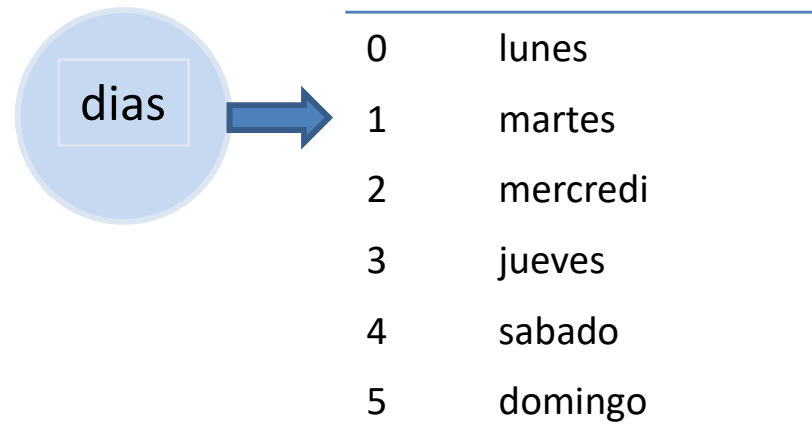 dias
0 lunes
1 martes
2 mercredi
3 jueves
4 sabado
5 domingo